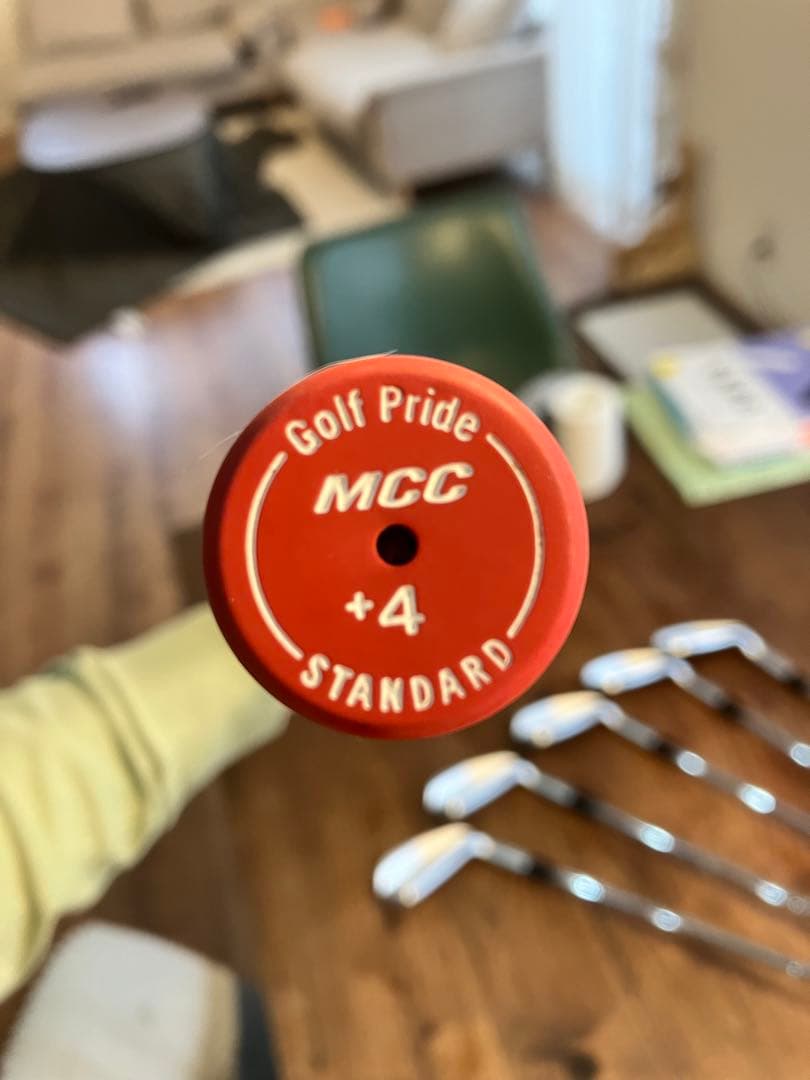 Golf Pride
MCC
+4
STANDARD